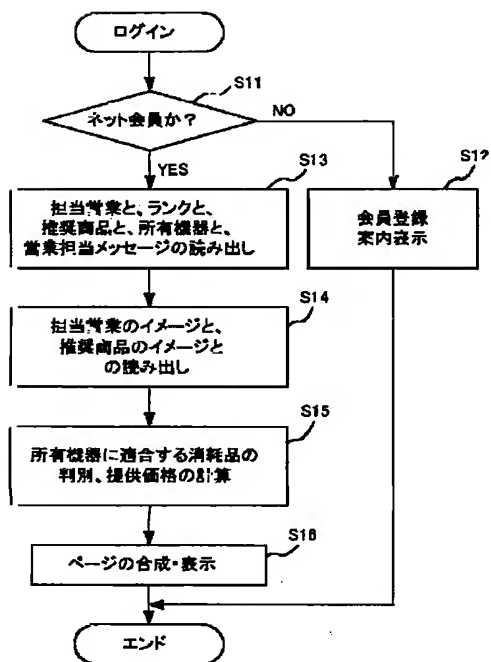 ログイン
S11
ネット会員か?
NO
YES
S13
担当営業と、ランクと、
推奨商品と、所有機器と、
営業担当メッセージの読み出し
S12
会員登録
案内表示
S14
担当営業のイメージと、
推奨商品のイメージと
の読み出し
S15
所有機器に適合する消耗品の
判別、提供価格の計算
S16
ページの合成・表示
エンド